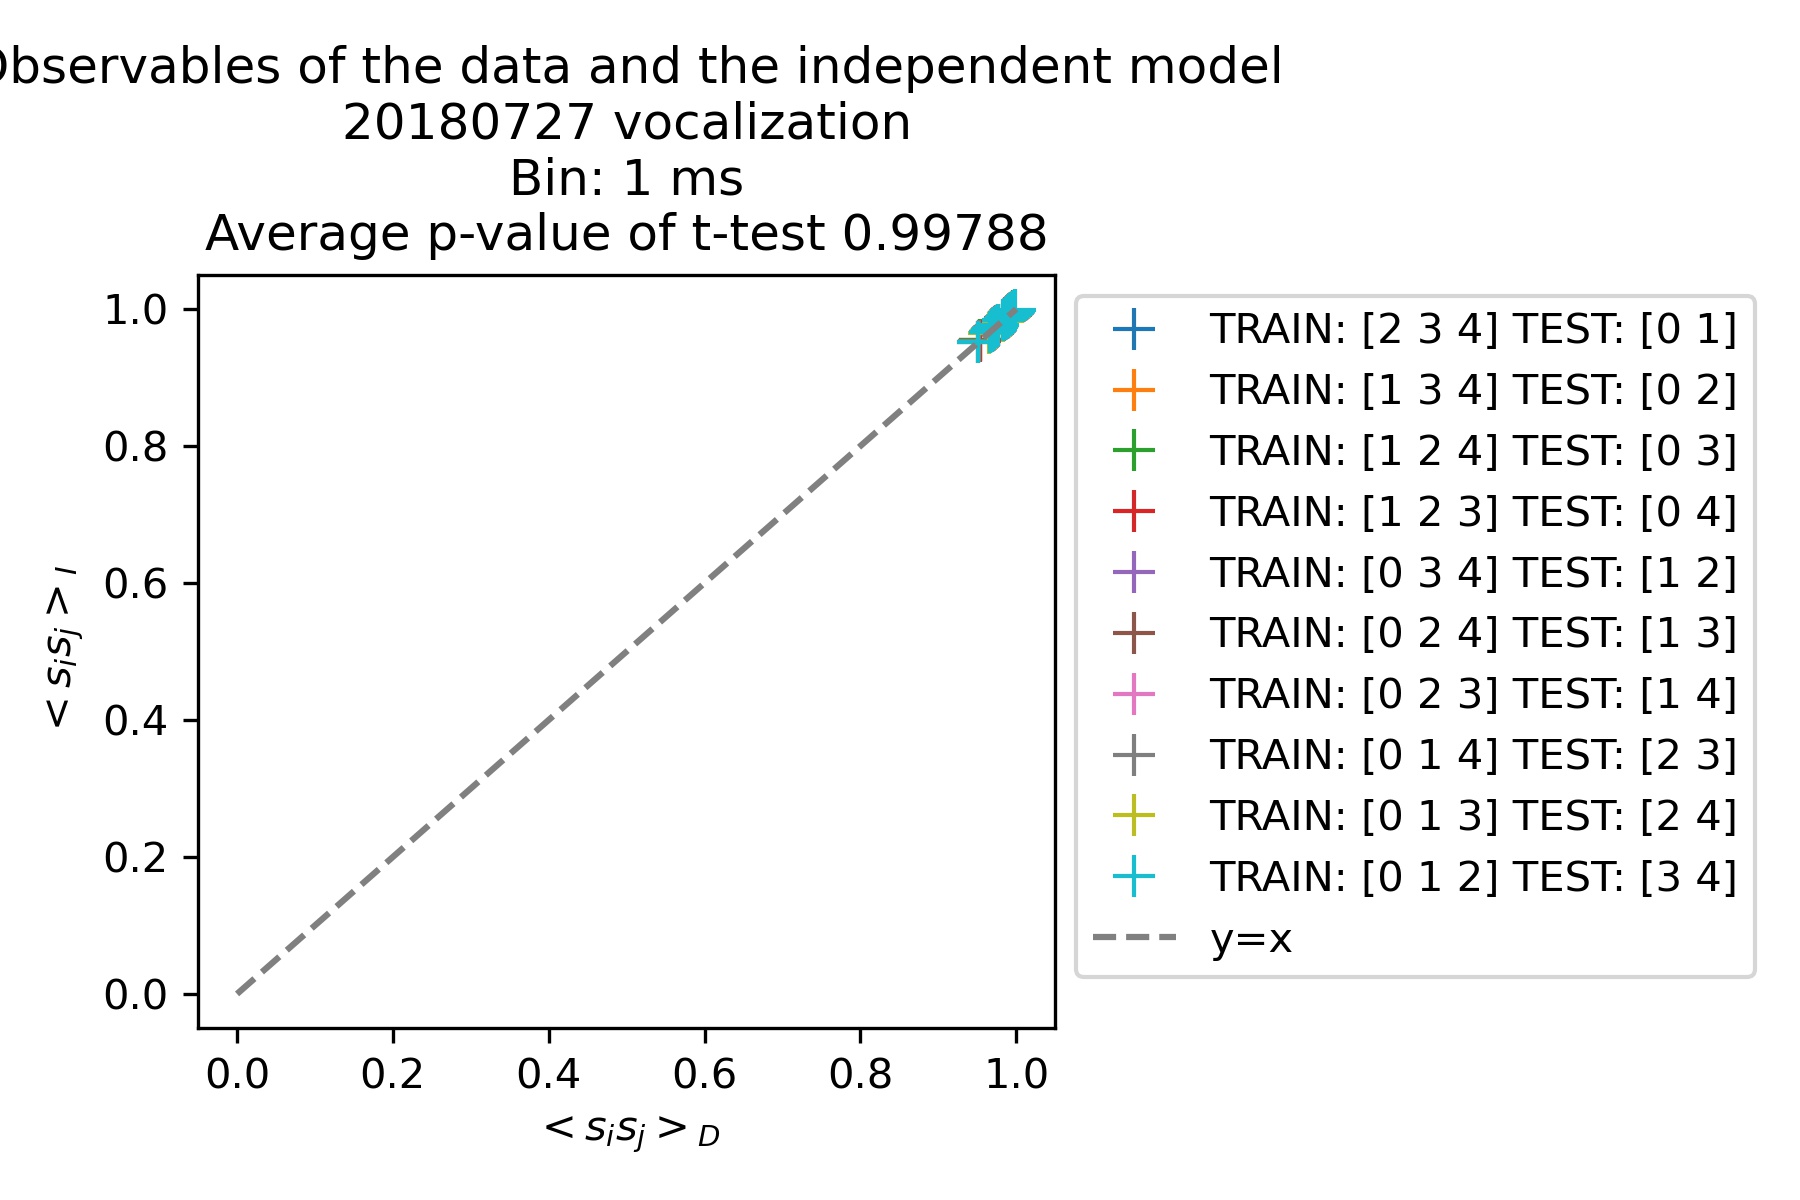 Observables of the data and the independent model
20180727 vocalization
Bin: 1 ms
Average p-value of t-test 0.99788
1.0
0.8
0.6
0.4
0.2
0.0
< s_i s_j >_I
0.0 0.2 0.4 0.6 0.8 1.0
< s_i s_j >_D
TRAIN: [2 3 4] TEST: [0 1]
TRAIN: [1 3 4] TEST: [0 2]
TRAIN: [1 2 4] TEST: [0 3]
TRAIN: [1 2 3] TEST: [0 4]
TRAIN: [0 3 4] TEST: [1 2]
TRAIN: [0 2 4] TEST: [1 3]
TRAIN: [0 2 3] TEST: [1 4]
TRAIN: [0 1 4] TEST: [2 3]
TRAIN: [0 1 3] TEST: [2 4]
TRAIN: [0 1 2] TEST: [3 4]
y=x